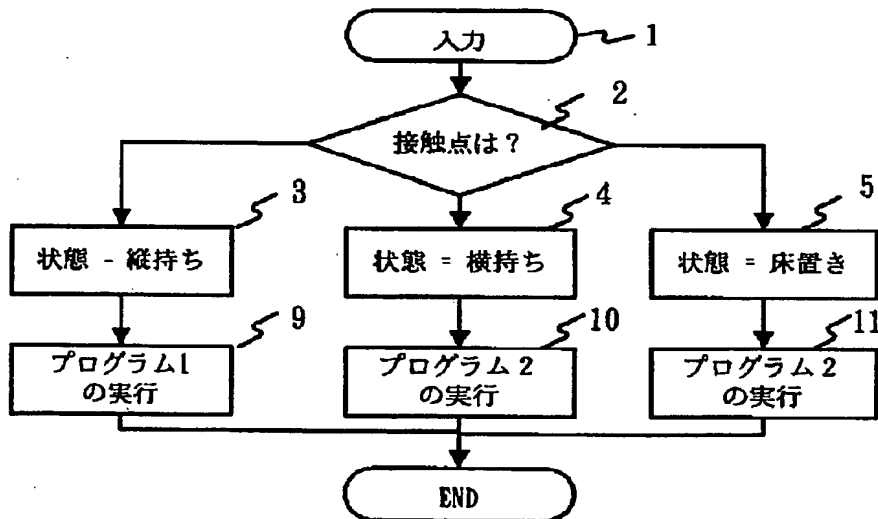 入力
1
接触点は？
2
状態 - 縦持ち
3
状態 = 横持ち
4
状態 = 床置き
5
プログラム1
の実行
9
プログラム2
の実行
10
プログラム2
の実行
11
END